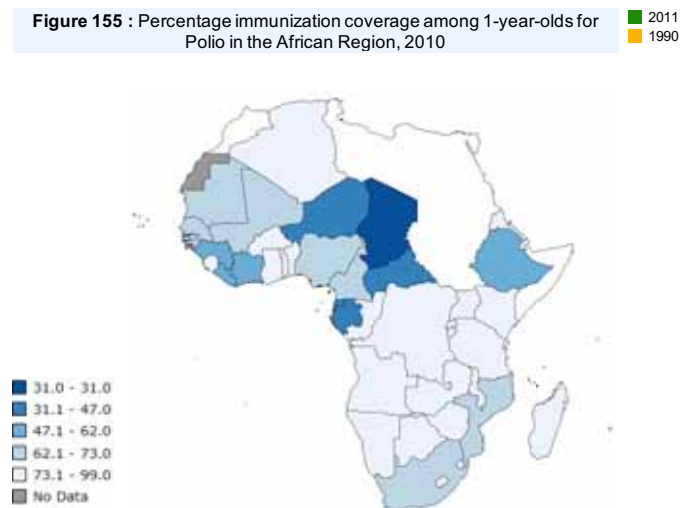 Figure 155 : Percentage immunization coverage among 1-year-olds for
Polio in the African Region, 2010
2011
1990
31.0 - 31.0
31.1 - 47.0
47.1 - 62.0
62.1 - 73.0
73.1 - 99.0
No Data